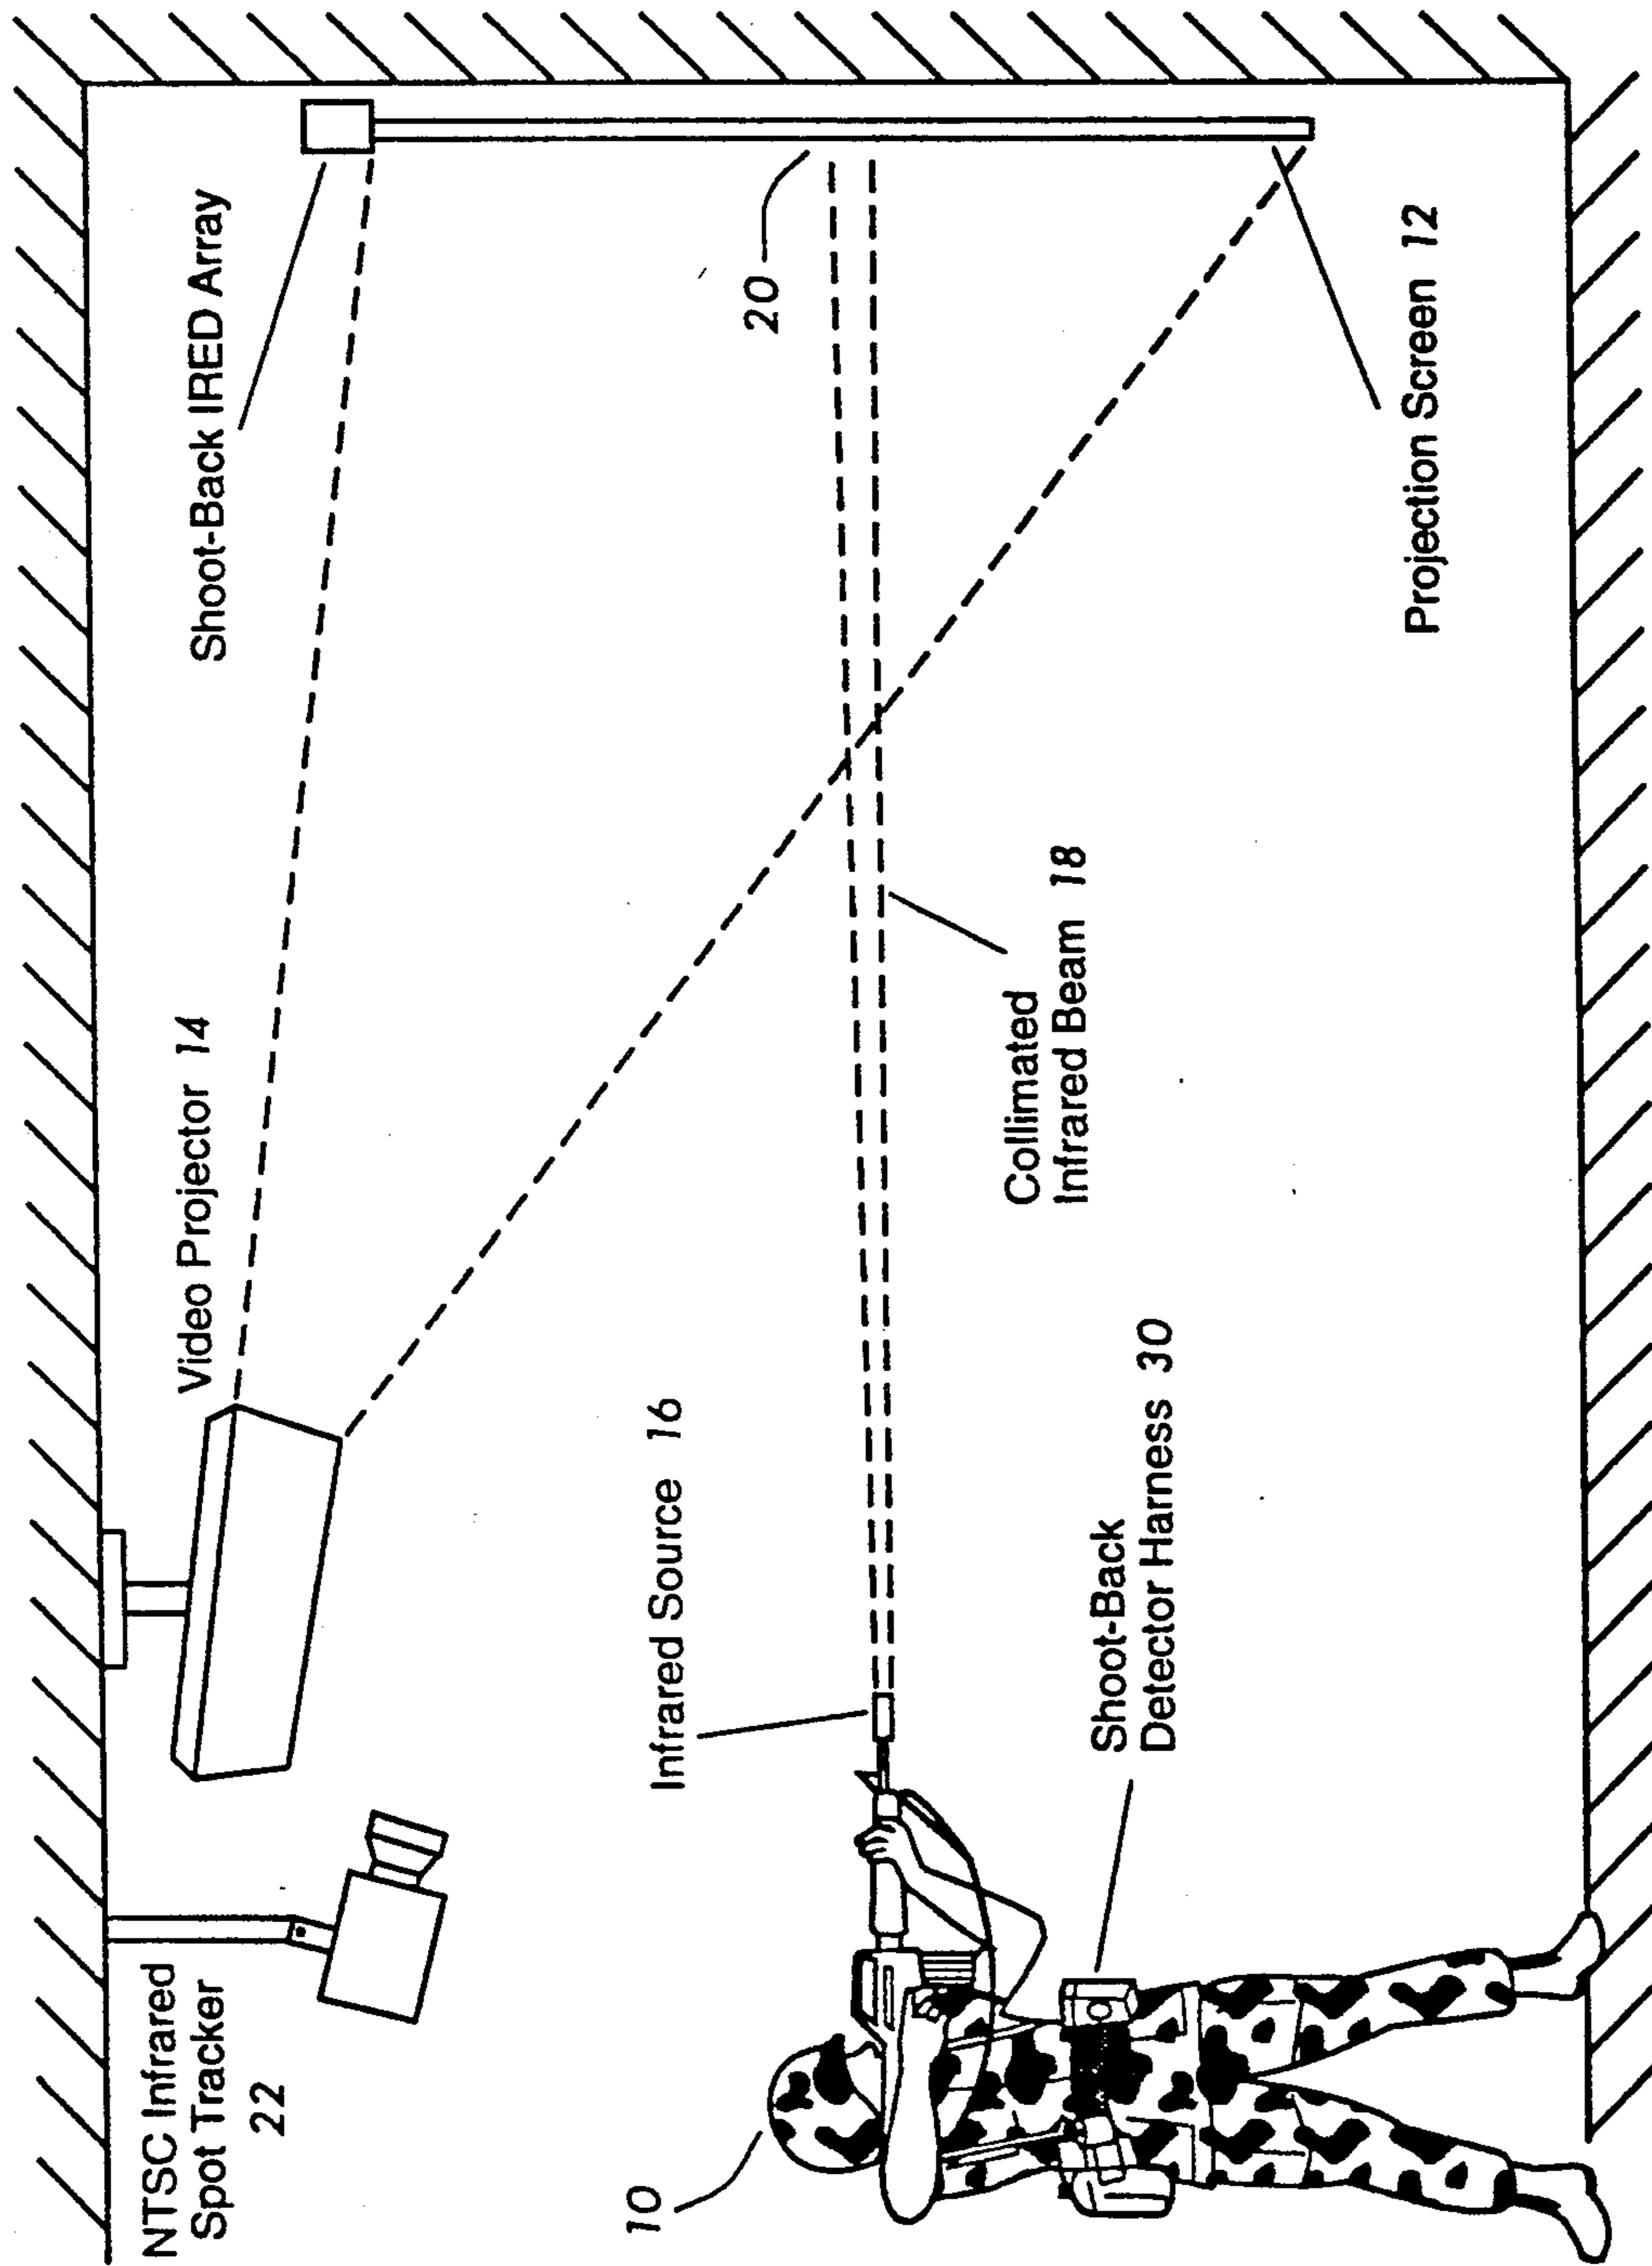 NTSC Infrared
Spot Tracker
22
Video Projector 14
Shoot-Back IRED Array
10
Infrared Source 16
20
Shoot-Back
Detector Harness 30
Collimated
Infrared Beam 18
Projection Screen 12